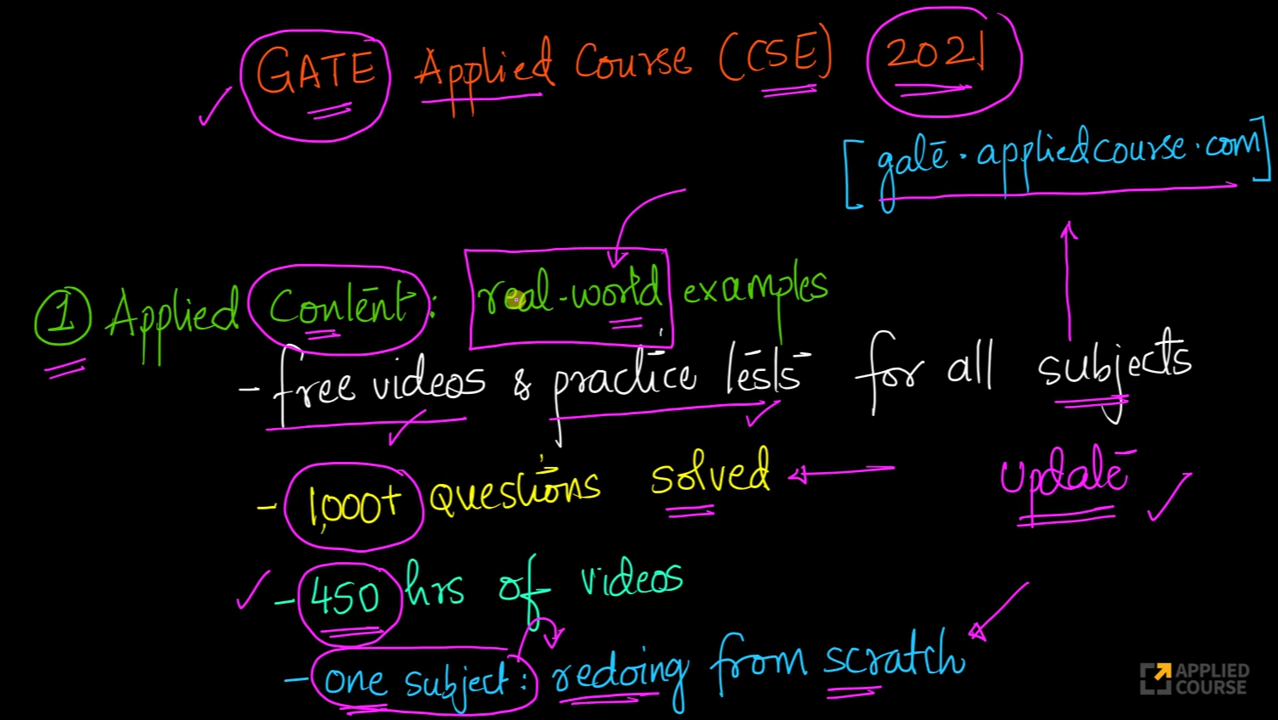 GATE Applied Course (CSE) 2021
[gate.appliedcourse.com]
① Applied Content: real-world examples
- free videos & practice tests for all subjects
- 1,000+ questions solved
update
- 450 hrs of videos
- one subject: redoing from scratch
APPLIED
COURSE